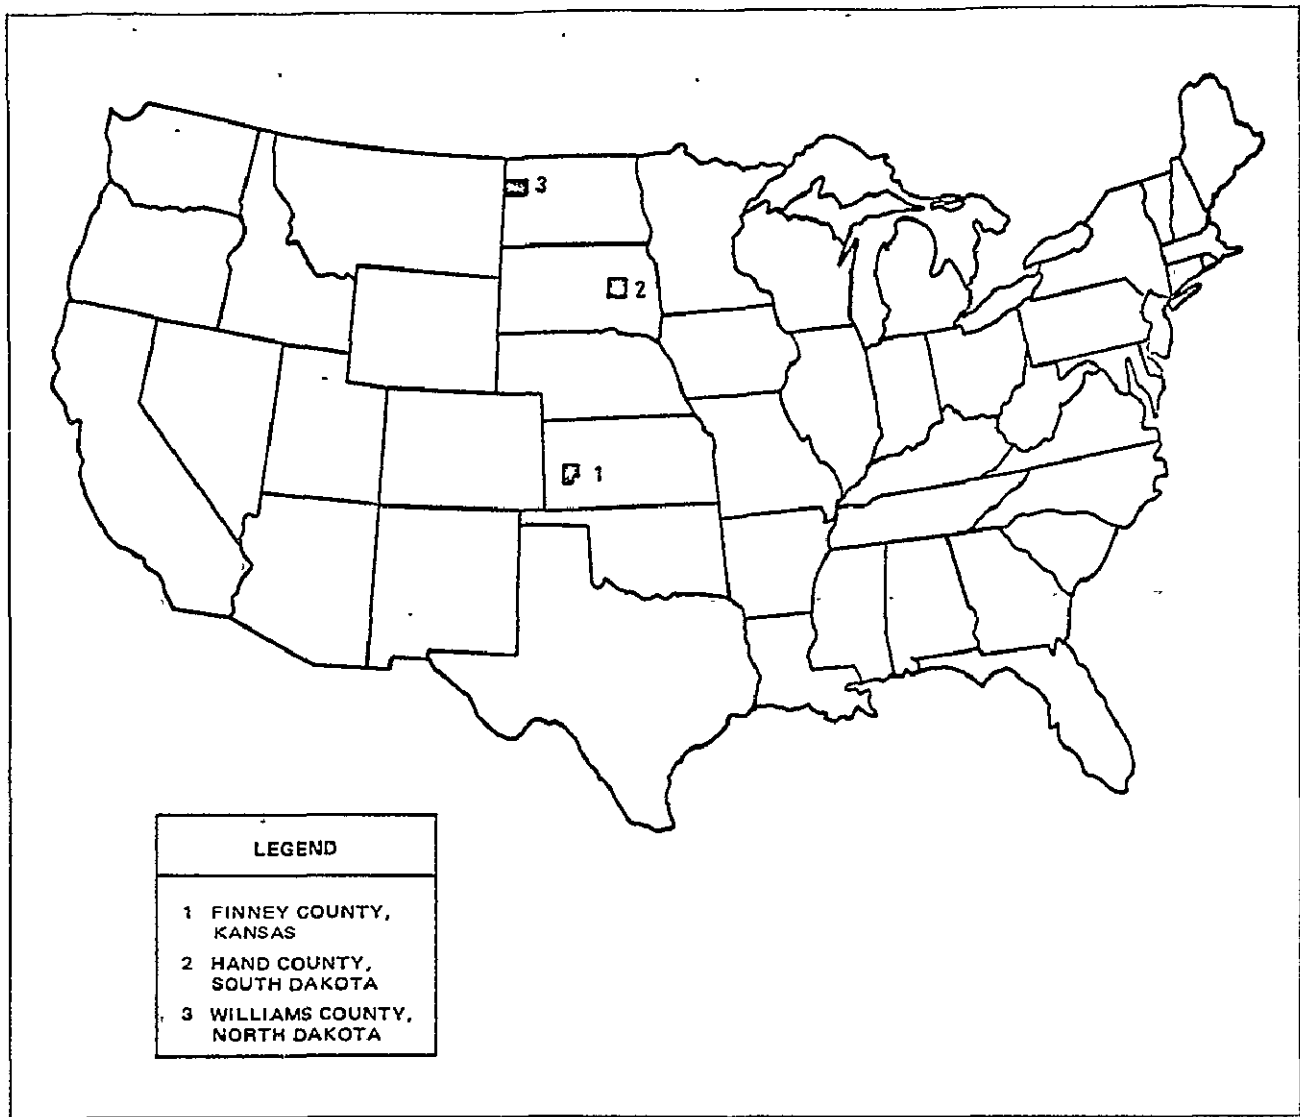 3
2
1
LEGEND
1 FINNEY COUNTY,
KANSAS
2 HAND COUNTY,
SOUTH DAKOTA
3 WILLIAMS COUNTY,
NORTH DAKOTA